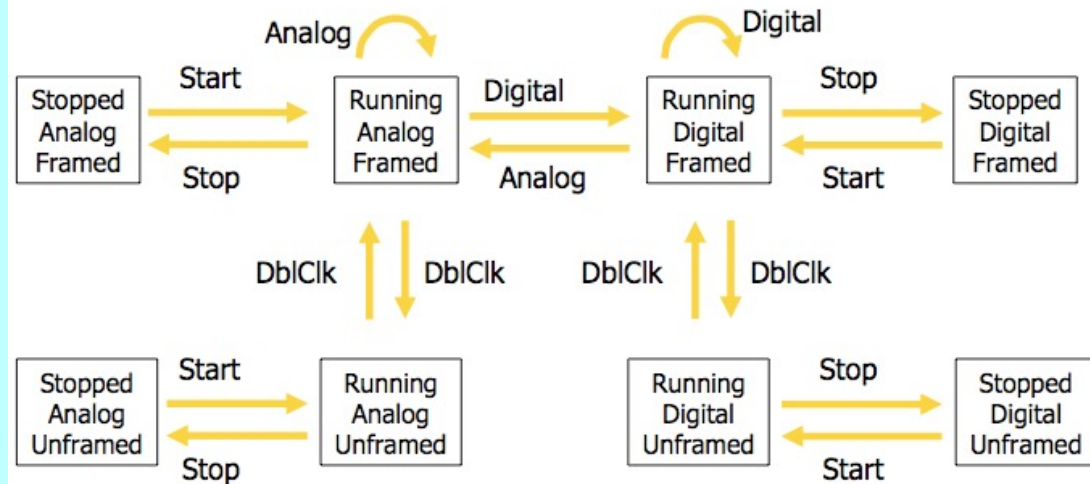 Analog
Digital
Start
Stop
Stopped
Analog
Framed
Running
Analog
Framed
Digital
Running
Digital
Framed
Stopped
Digital
Framed
Stop
Analog
Start
DblClk
DblClk
DblClk
DblClk
Stopped
Analog
Unframed
Start
Running
Analog
Unframed
Running
Digital
Unframed
Stop
Stopped
Digital
Unframed
Stop
Start